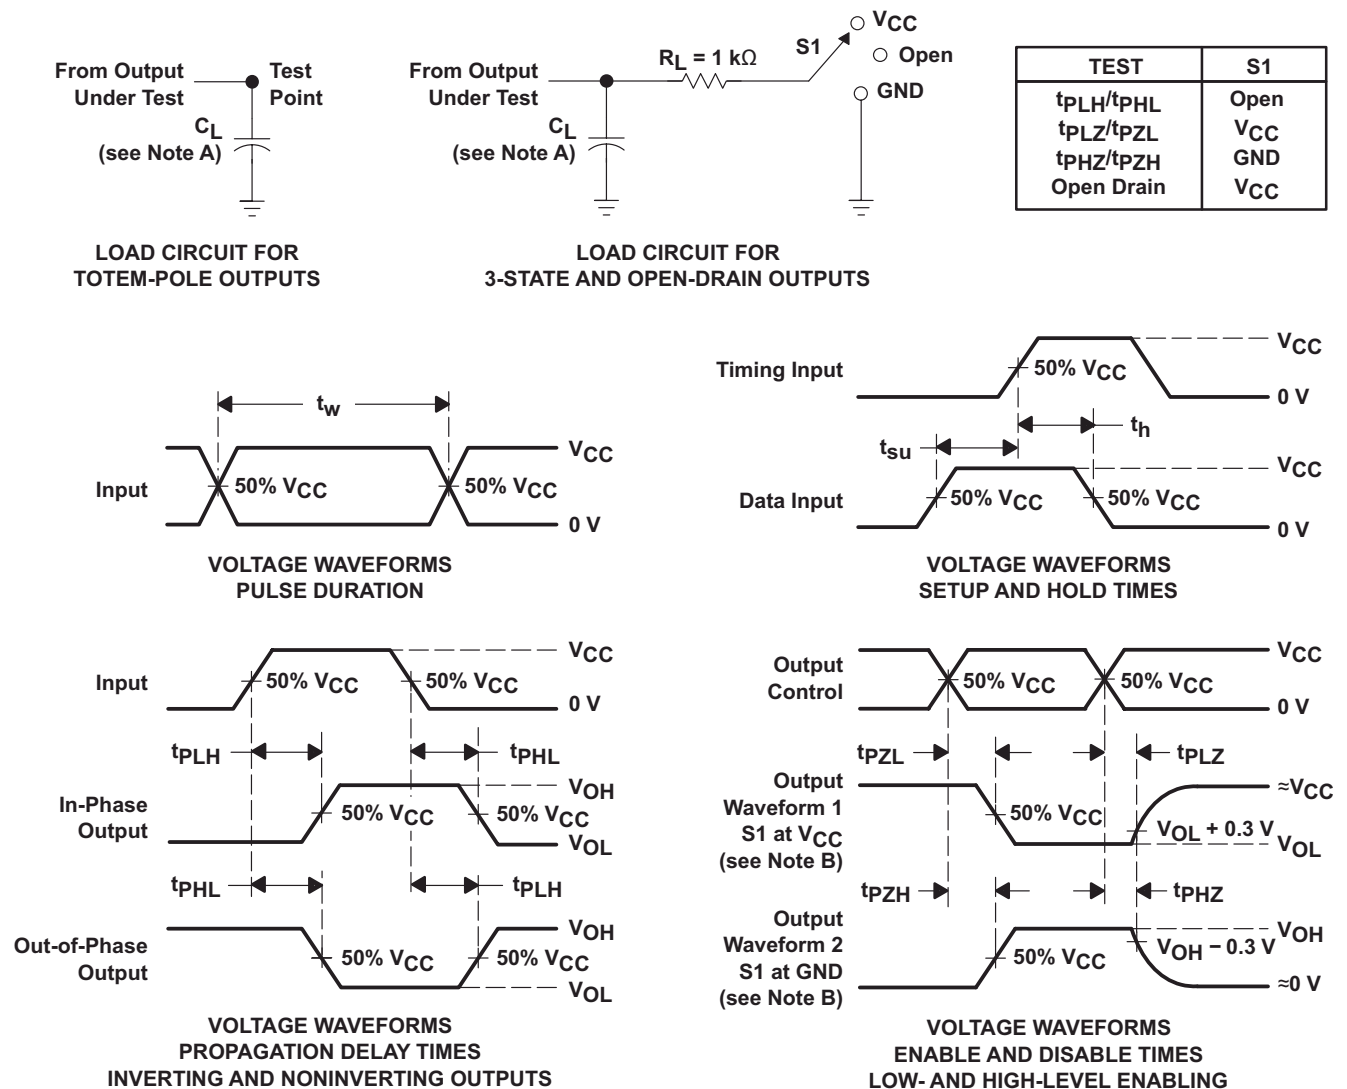 From Output
Under Test
Test
Point
CL
(see Note A)
LOAD CIRCUIT FOR
TOTEM-POLE OUTPUTS
From Output
Under Test
RL = 1 kΩ
S1
VCC
Open
GND
CL
(see Note A)
LOAD CIRCUIT FOR
3-STATE AND OPEN-DRAIN OUTPUTS
TEST S1
tPLH/tPHL Open
tPLZ/tPZL VCC
tPHZ/tPZH GND
Open Drain VCC
tw
Input
50% VCC
50% VCC
VCC
0 V
VOLTAGE WAVEFORMS
PULSE DURATION
Timing Input
50% VCC
VCC
0 V
tsu
th
Data Input
50% VCC
50% VCC
VCC
0 V
VOLTAGE WAVEFORMS
SETUP AND HOLD TIMES
Input
50% VCC
50% VCC
VCC
0 V
tPLH
tPHL
In-Phase
Output
50% VCC
50% VCC
VOH
VOL
tPHL
tPLH
Out-of-Phase
Output
50% VCC
50% VCC
VOH
VOL
VOLTAGE WAVEFORMS
PROPAGATION DELAY TIMES
INVERTING AND NONINVERTING OUTPUTS
Output
Control
50% VCC
50% VCC
VCC
0 V
tPZL
tPLZ
Output
Waveform 1
S1 at VCC
(see Note B)
50% VCC
≈VCC
VOL + 0.3 V
VOL
tPZH
tPHZ
Output
Waveform 2
S1 at GND
(see Note B)
50% VCC
VOH
VOH − 0.3 V
≈0 V
VOLTAGE WAVEFORMS
ENABLE AND DISABLE TIMES
LOW- AND HIGH-LEVEL ENABLING